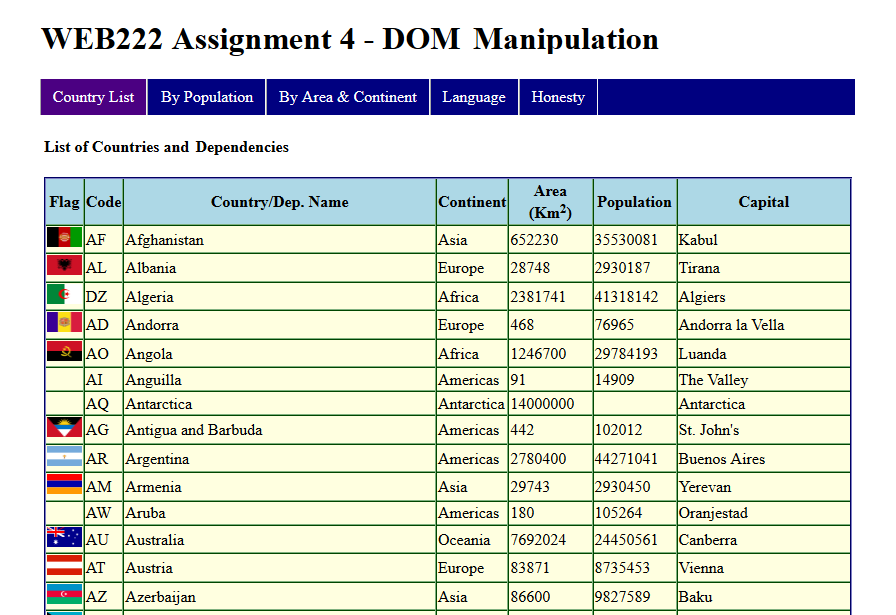 WEB222 Assignment 4 - DOM Manipulation
Country List By Population By Area & Continent Language Honesty
List of Countries and Dependencies
Flag Code Country/Dep. Name Continent Area (Km²) Population Capital
AF Afghanistan Asia 652230 35530081 Kabul
AL Albania Europe 28748 2930187 Tirana
DZ Algeria Africa 2381741 41318142 Algiers
AD Andorra Europe 468 76965 Andorra la Vella
AO Angola Africa 1246700 29784193 Luanda
AI Anguilla Americas 91 14909 The Valley
AQ Antarctica Antarctica 14000000 Antarctica
AG Antigua and Barbuda Americas 442 102012 St. John's
AR Argentina Americas 2780400 44271041 Buenos Aires
AM Armenia Asia 29743 2930450 Yerevan
AW Aruba Americas 180 105264 Oranjestad
AU Australia Oceania 7692024 24450561 Canberra
AT Austria Europe 83871 8735453 Vienna
AZ Azerbaijan Asia 86600 9827589 Baku